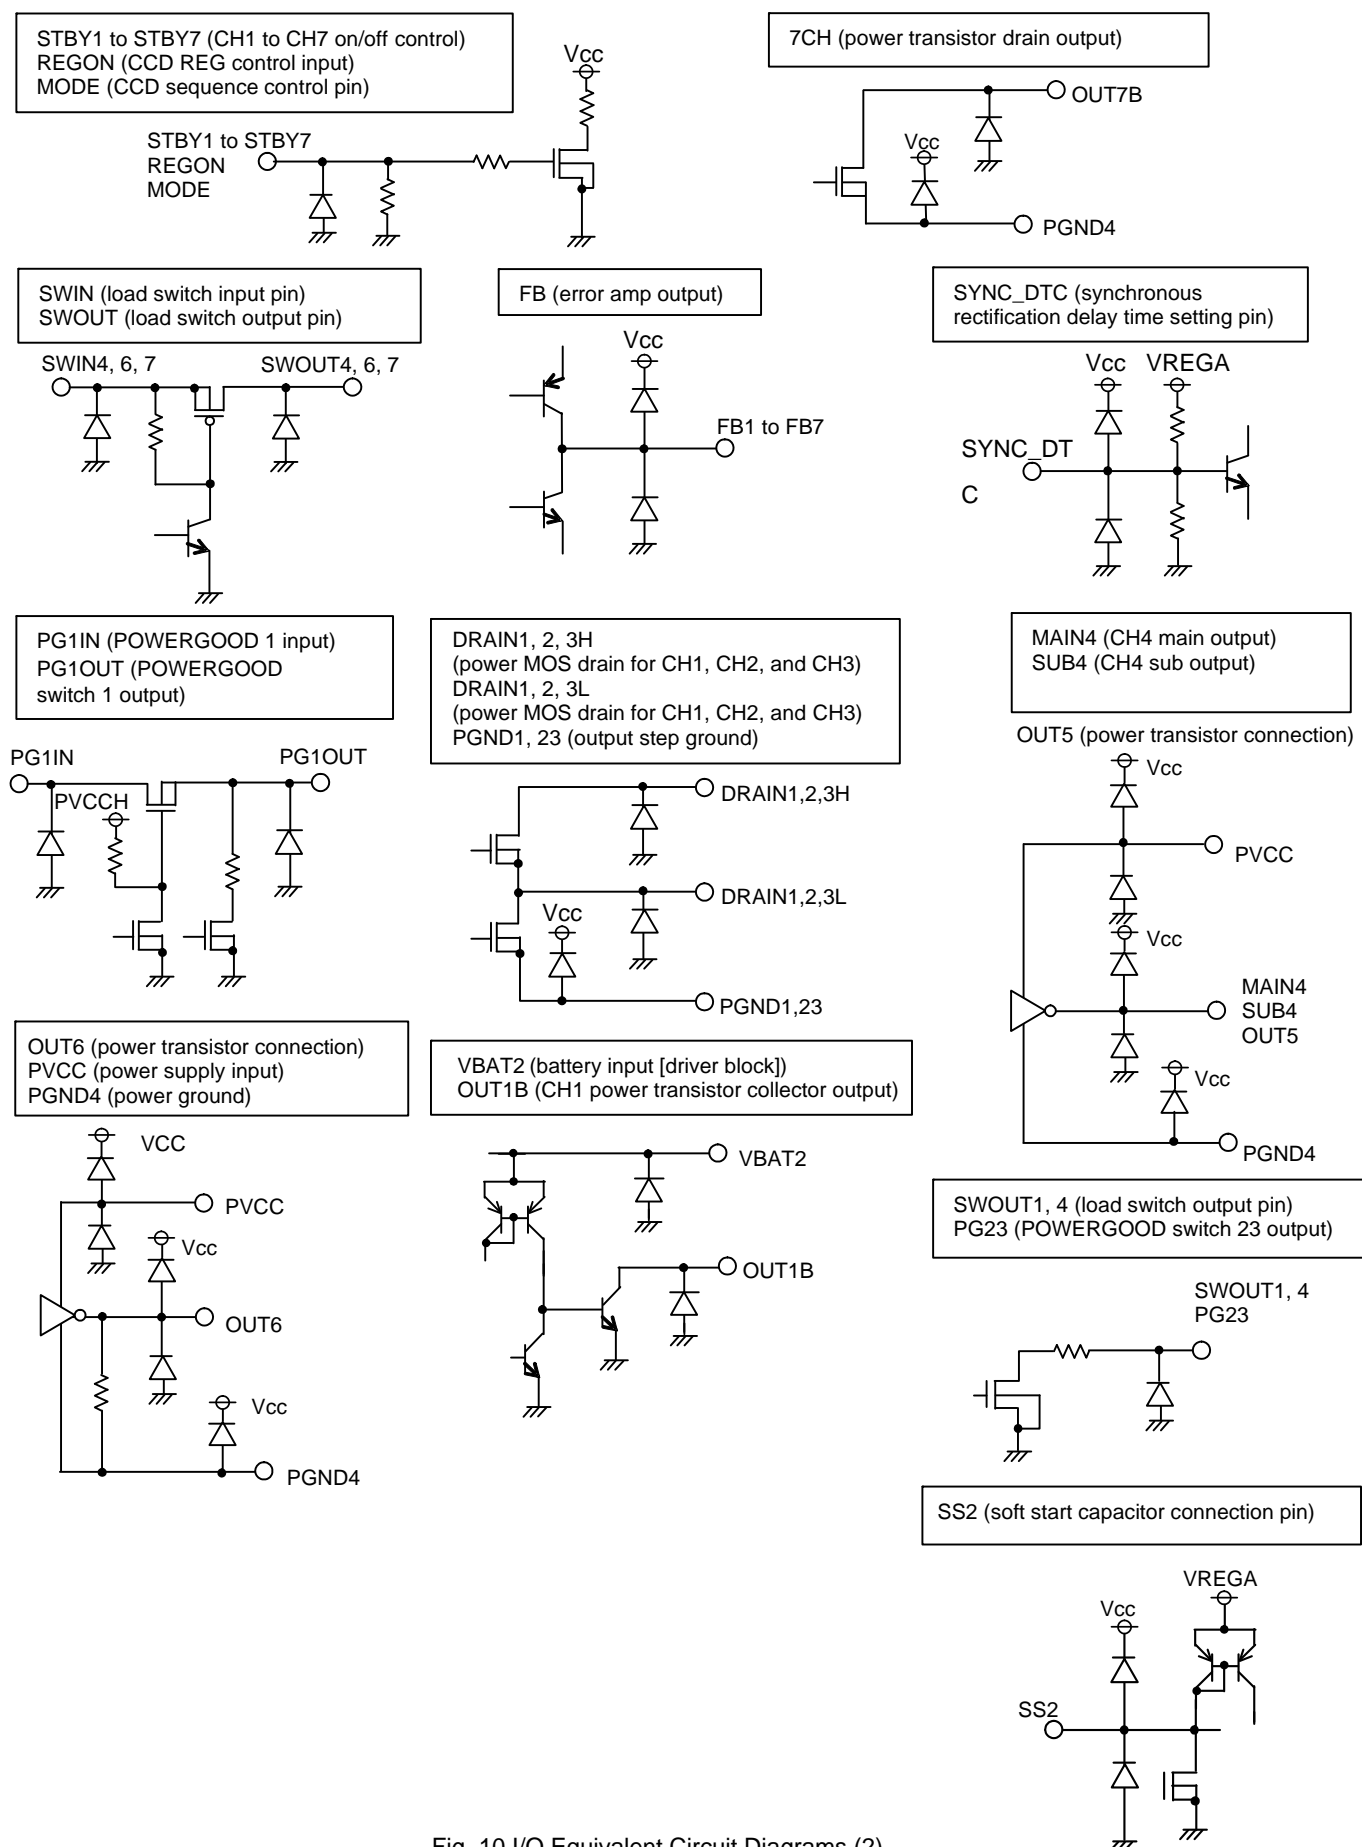 STBY1 to STBY7 (CH1 to CH7 on/off control)
REGON (CCD REG control input)
MODE (CCD sequence control pin)
Vcc
STBY1 to STBY7
REGON
MODE
7CH (power transistor drain output)
OUT7B
Vcc
PGND4
SWIN (load switch input pin)
SWOUT (load switch output pin)
SWIN4, 6, 7
SWOUT4, 6, 7
FB (error amp output)
Vcc
FB1 to FB7
SYNC_DTC (synchronous
rectification delay time setting pin)
Vcc
VREGA
SYNC_DT
C
PG1IN (POWERGOOD 1 input)
PG1OUT (POWERGOOD
switch 1 output)
PG1IN
PG1OUT
PVCCH
DRAIN1, 2, 3H
(power MOS drain for CH1, CH2, and CH3)
DRAIN1, 2, 3L
(power MOS drain for CH1, CH2, and CH3)
PGND1, 23 (output step ground)
DRAIN1,2,3H
DRAIN1,2,3L
Vcc
PGND1,23
MAIN4 (CH4 main output)
SUB4 (CH4 sub output)
OUT5 (power transistor connection)
Vcc
PVCC
Vcc
MAIN4
SUB4
OUT5
Vcc
PGND4
OUT6 (power transistor connection)
PVCC (power supply input)
PGND4 (power ground)
VCC
PVCC
Vcc
OUT6
Vcc
PGND4
VBAT2 (battery input [driver block])
OUT1B (CH1 power transistor collector output)
VBAT2
OUT1B
SWOUT1, 4 (load switch output pin)
PG23 (POWERGOOD switch 23 output)
SWOUT1, 4
PG23
SS2 (soft start capacitor connection pin)
VREGA
Vcc
SS2
Fig. 10 I/O Equivalent Circuit Diagrams (2)